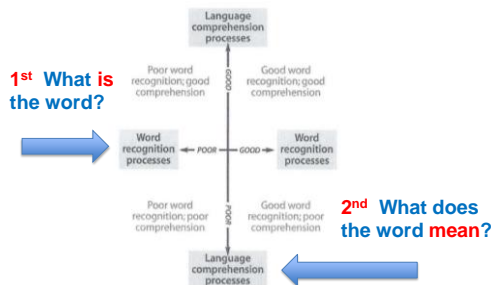 Language
comprehension
processes
1st What is
the word?
Poor word
recognition; good
comprehension
GOOD
Good word
recognition; good
comprehension
Word
recognition
processes
POOR
GOOD
Word
recognition
processes
Poor word
recognition; poor
comprehension
POOR
Good word
recognition; poor
comprehension
2nd What does
the word mean?
Language
comprehension
processes